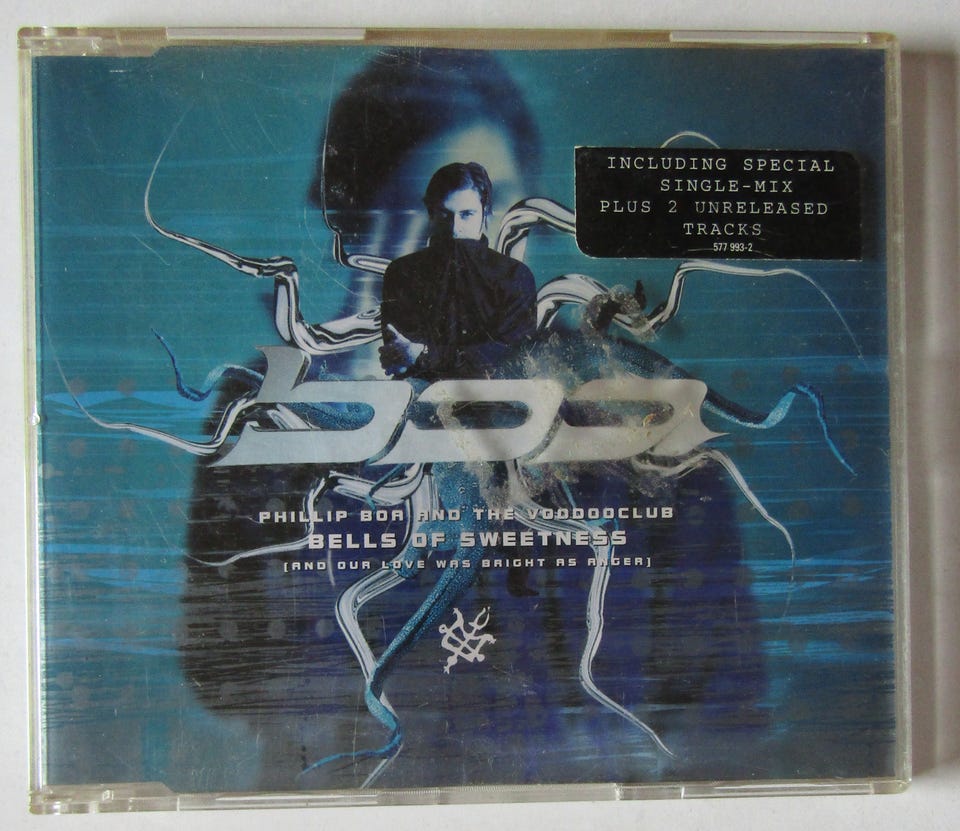 INCLUDING SPECIAL
SINGLE-MIX
PLUS 2 UNRELEASED
TRACKS
577 993-2
boa
PHILLIP BOA AND THE VOODOOCLUB
BELLS OF SWEETNESS
[AND OUR LOVE WAS BRIGHT AS ANGER]